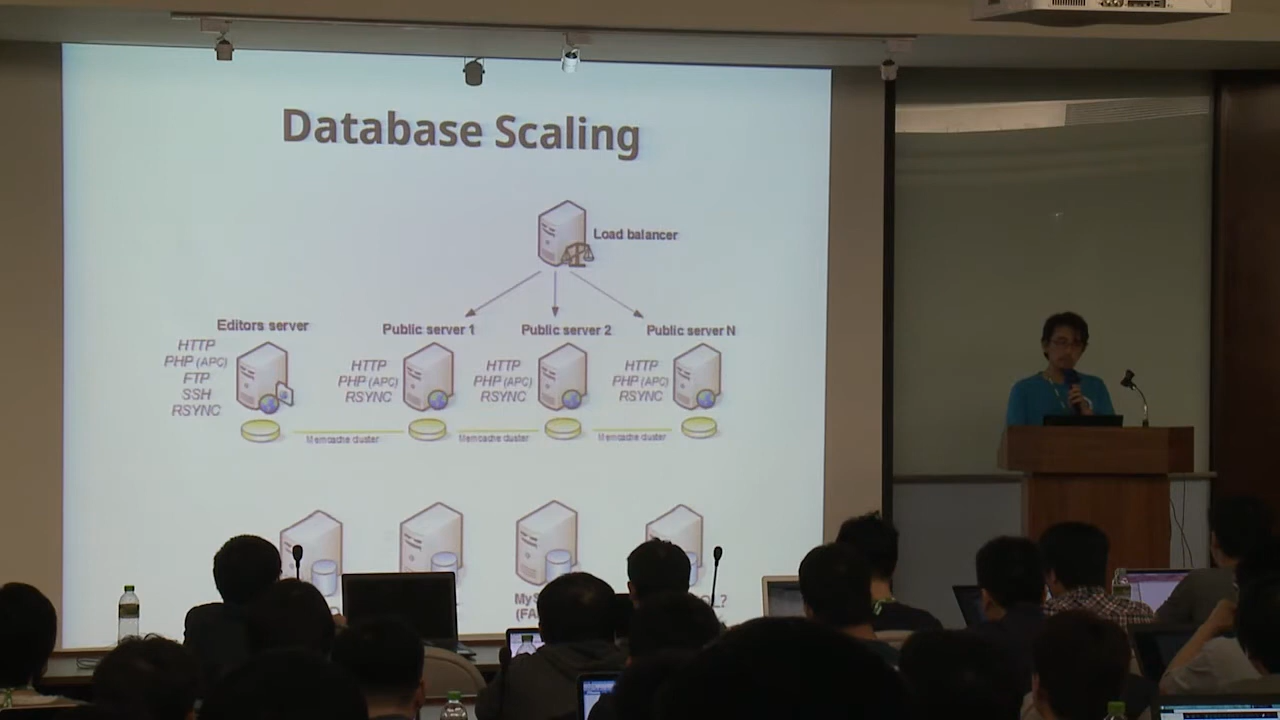 Database Scaling
Load balancer
Editors server
HTTP
PHP (APC)
FTP
SSH
RSYNC
Public server 1
HTTP
PHP (APC)
RSYNC
Public server 2
HTTP
PHP (APC)
RSYNC
Public server N
HTTP
PHP (APC)
RSYNC
Memcache cluster
Memcache cluster
Memcache cluster